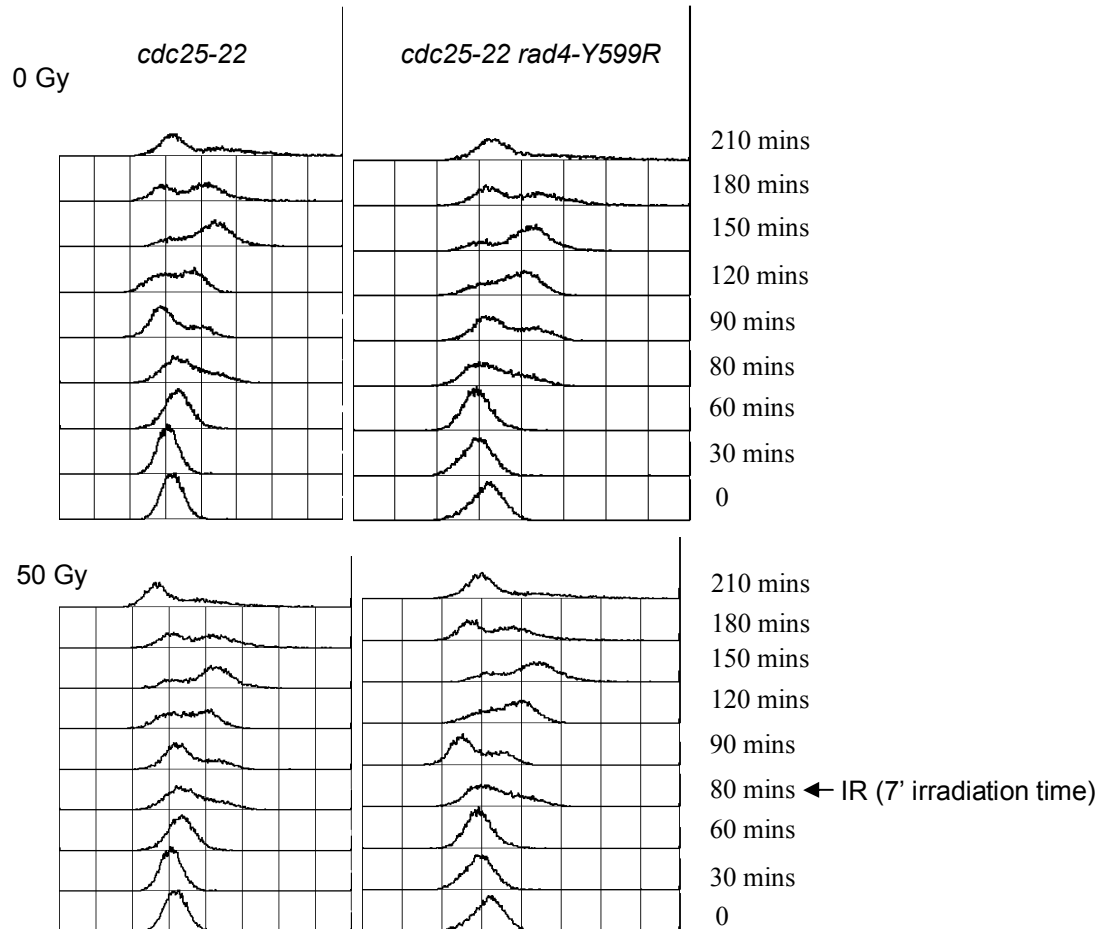 cdc25-22
cdc25-22 rad4-Y599R
0 Gy
210 mins
180 mins
150 mins
120 mins
90 mins
80 mins
60 mins
30 mins
0
50 Gy
210 mins
180 mins
150 mins
120 mins
90 mins
80 mins ← IR (7' irradiation time)
60 mins
30 mins
0